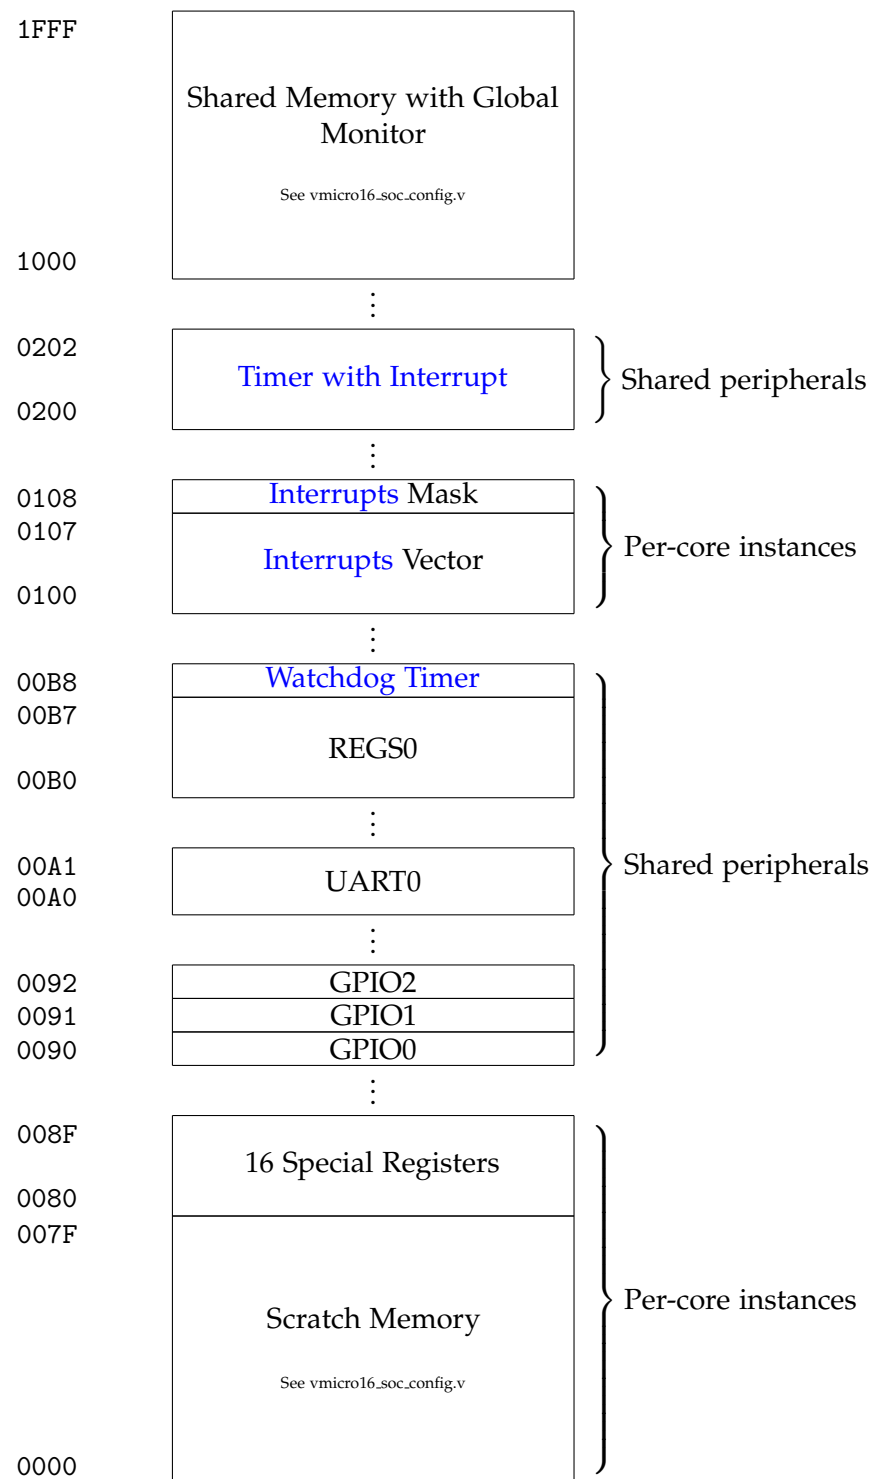 1FFF
Shared Memory with Global
Monitor
See vmicro16_soc_config.v
1000
0202
Timer with Interrupt
Shared peripherals
0200
0108
Interrupts Mask
0107
Interrupts Vector
Per-core instances
0100
00B8
Watchdog Timer
00B7
REGS0
00B0
00A1
UART0
Shared peripherals
00A0
0092
GPIO2
0091
GPIO1
0090
GPIO0
008F
16 Special Registers
0080
007F
Scratch Memory
Per-core instances
See vmicro16_soc_config.v
0000